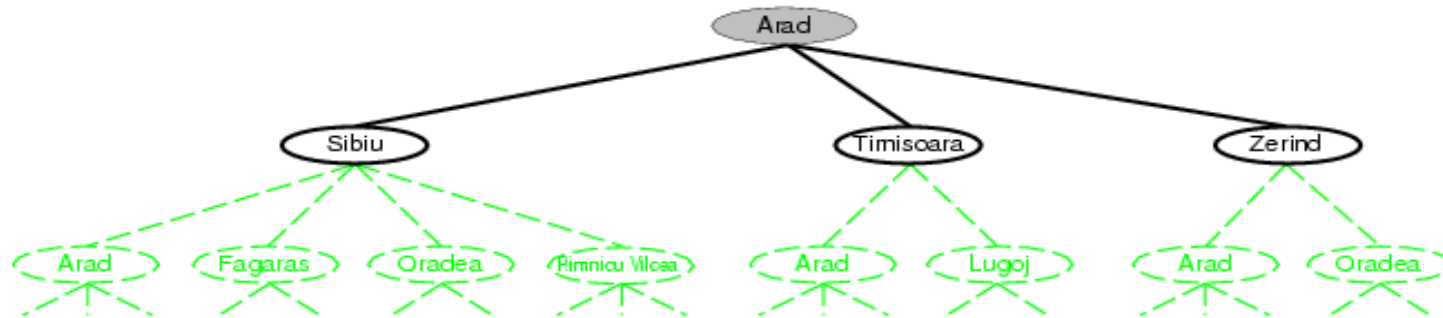 Arad
Sibiu
Timisoara
Zerind
Arad
Fagaras
Oradea
Rimnicu Vilcea
Arad
Lugoj
Arad
Oradea